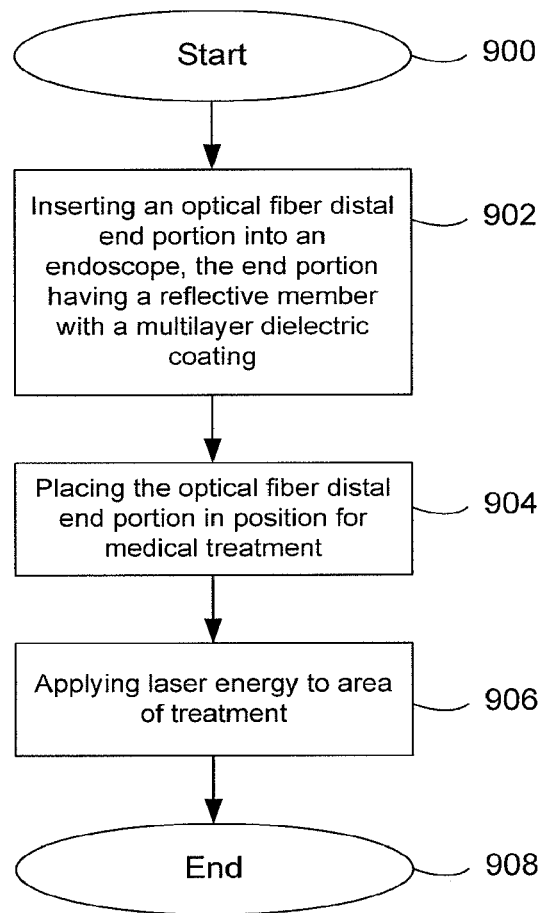 Start
900
Inserting an optical fiber distal
end portion into an
endoscope, the end portion
having a reflective member
with a multilayer dielectric
coating
902
Placing the optical fiber distal
end portion in position for
medical treatment
904
Applying laser energy to area
of treatment
906
End
908